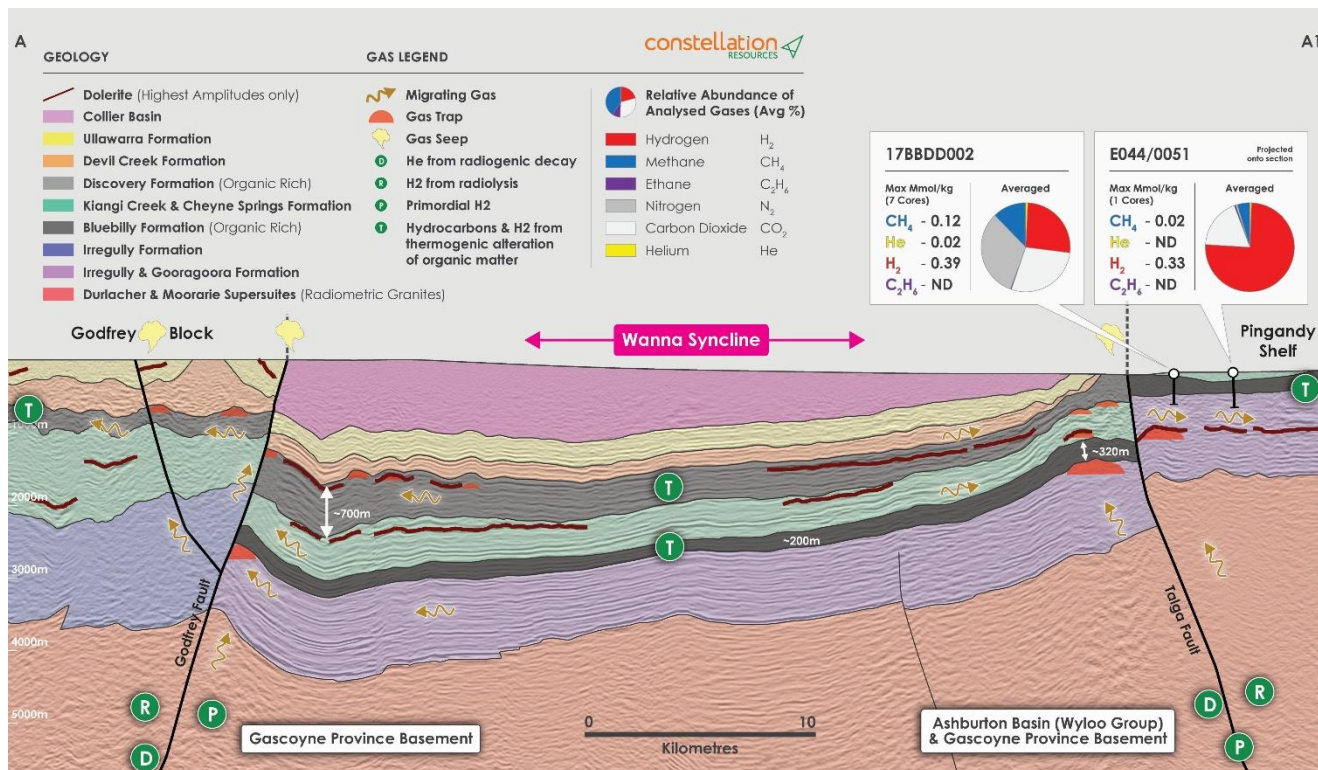 A
A1
constellation
RESOURCES
GEOLOGY
Dolerite (Highest Amplitudes only)
Collier Basin
Ullawarra Formation
Devil Creek Formation
Discovery Formation (Organic Rich)
Kiangi Creek & Cheyne Springs Formation
Bluebilly Formation (Organic Rich)
Irregully Formation
Irregully & Gooragoora Formation
Durlacher & Moorarie Supersuites (Radiometric Granites)
GAS LEGEND
Migrating Gas
Gas Trap
Gas Seep
D He from radiogenic decay
R H2 from radiolysis
P Primordial H2
T Hydrocarbons & H2 from
thermogenic alteration
of organic matter
Relative Abundance of
Analysed Gases (Avg %)
Hydrogen H₂
Methane CH₄
Ethane C₂H₆
Nitrogen N₂
Carbon Dioxide CO₂
Helium He
17BBDD002
Max Mmol/kg
(7 Cores)
Averaged
CH₄ - 0.12
He - 0.02
H₂ - 0.39
C₂H₆ - ND
E044/0051
Projected
onto section
Max Mmol/kg
(1 Cores)
Averaged
CH₄ - 0.02
He - ND
H₂ - 0.33
C₂H₆ - ND
Godfrey Block
Wanna Syncline
Pingandy
Shelf
T
T
~320m
2000m
~700m
T
T
~200m
3000m
Godfrey Fault
Talga Fault
4000m
R
P
D
5000m
D
R
P
D
Gascoyne Province Basement
0 10
Kilometres
Ashburton Basin (Wyloo Group)
& Gascoyne Province Basement